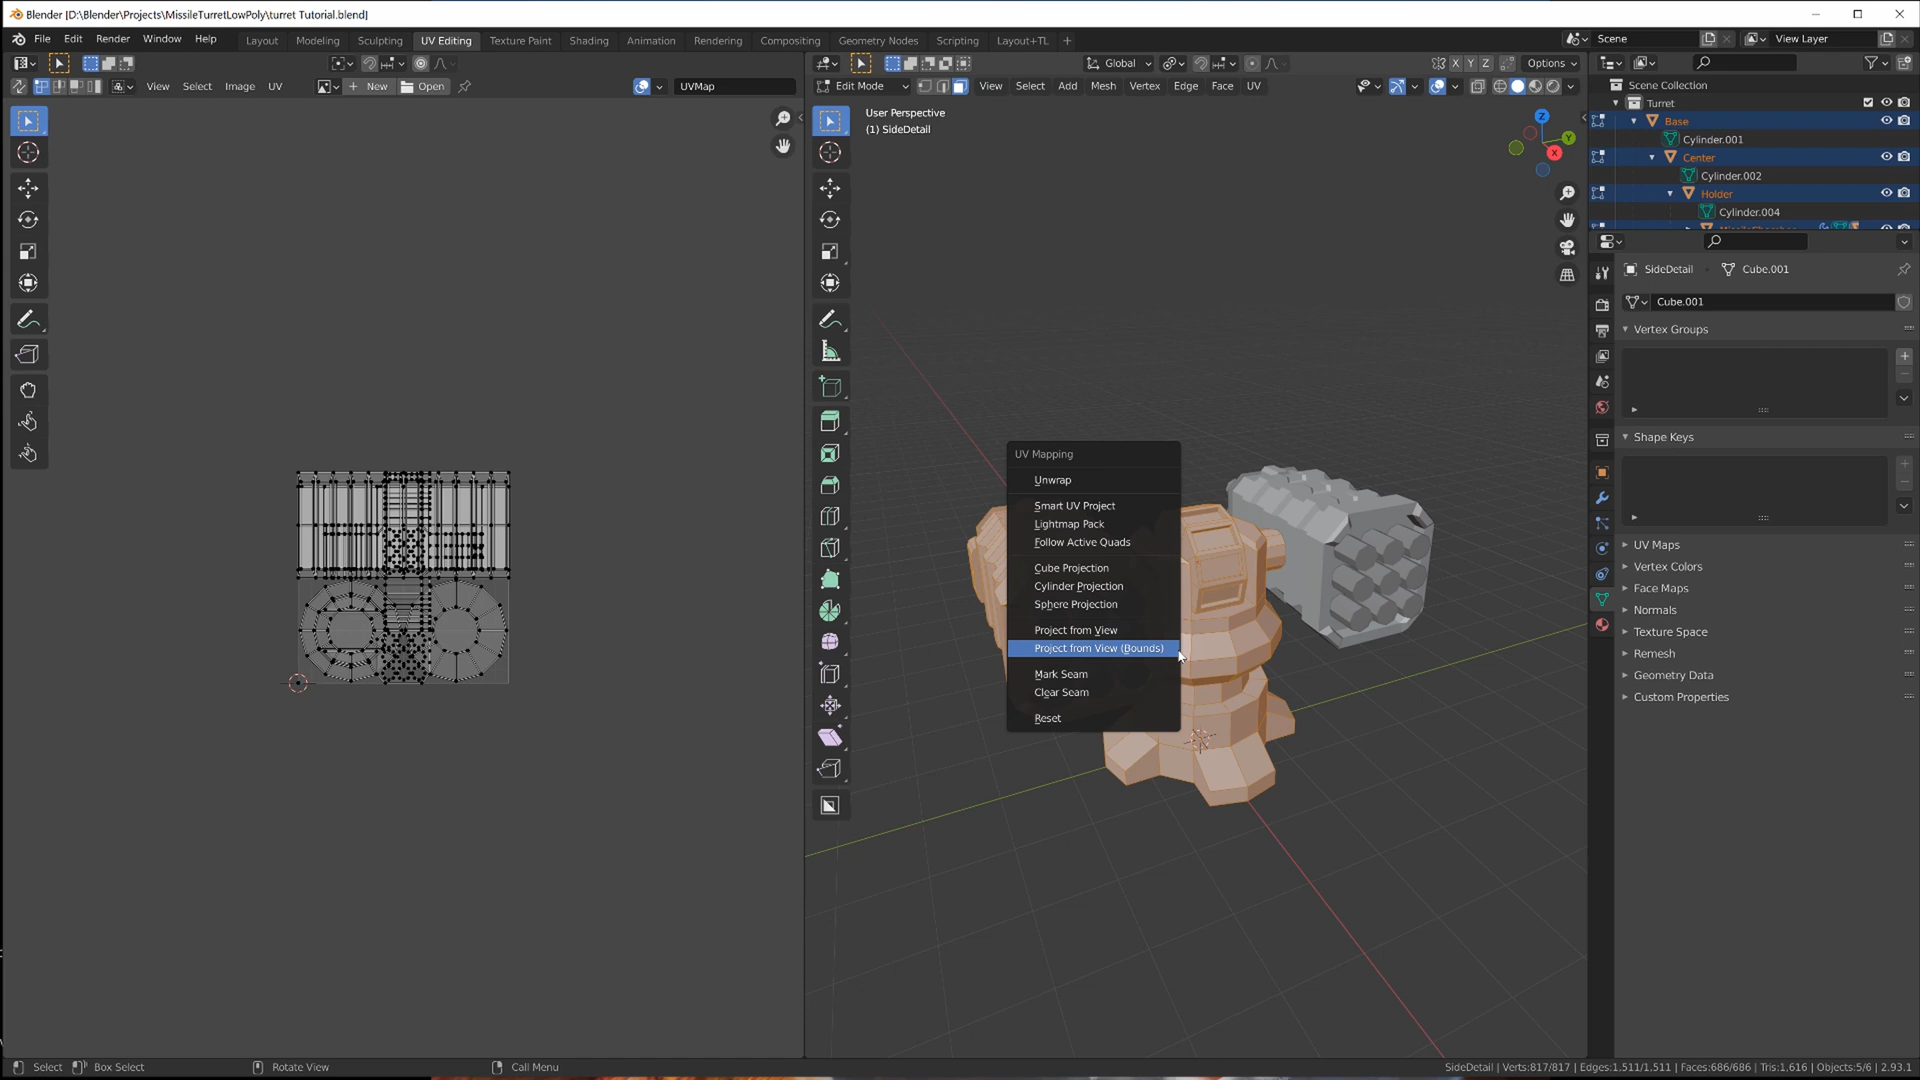 Blender [D:\Blender\Projects\MissileTurretLowPoly\turret Tutorial.blend]
File Edit Render Window Help
Layout Modeling Sculpting UV Editing Texture Paint Shading Animation Rendering Compositing Geometry Nodes Scripting Layout+TL +
Scene
View Layer
Global
X Y Z
Options
View Select Image UV
New
Open
UVMap
Edit Mode
View Select Add Mesh Vertex Edge Face UV
User Perspective
(1) SideDetail
Z
Y
X
Scene Collection
Turret
Base
Cylinder.001
Center
Cylinder.002
Holder
Cylinder.004
SideDetail
Cube.001
Cube.001
Vertex Groups
Shape Keys
UV Maps
Vertex Colors
Face Maps
Normals
Texture Space
Remesh
Geometry Data
Custom Properties
UV Mapping
Unwrap
Smart UV Project
Lightmap Pack
Follow Active Quads
Cube Projection
Cylinder Projection
Sphere Projection
Project from View
Project from View (Bounds)
Mark Seam
Clear Seam
Reset
Select
Box Select
Rotate View
Call Menu
SideDetail | Verts:817/817 | Edges:1,511/1,511 | Faces:686/686 | Tris:1,616 | Objects:5/6 | 2.93.1